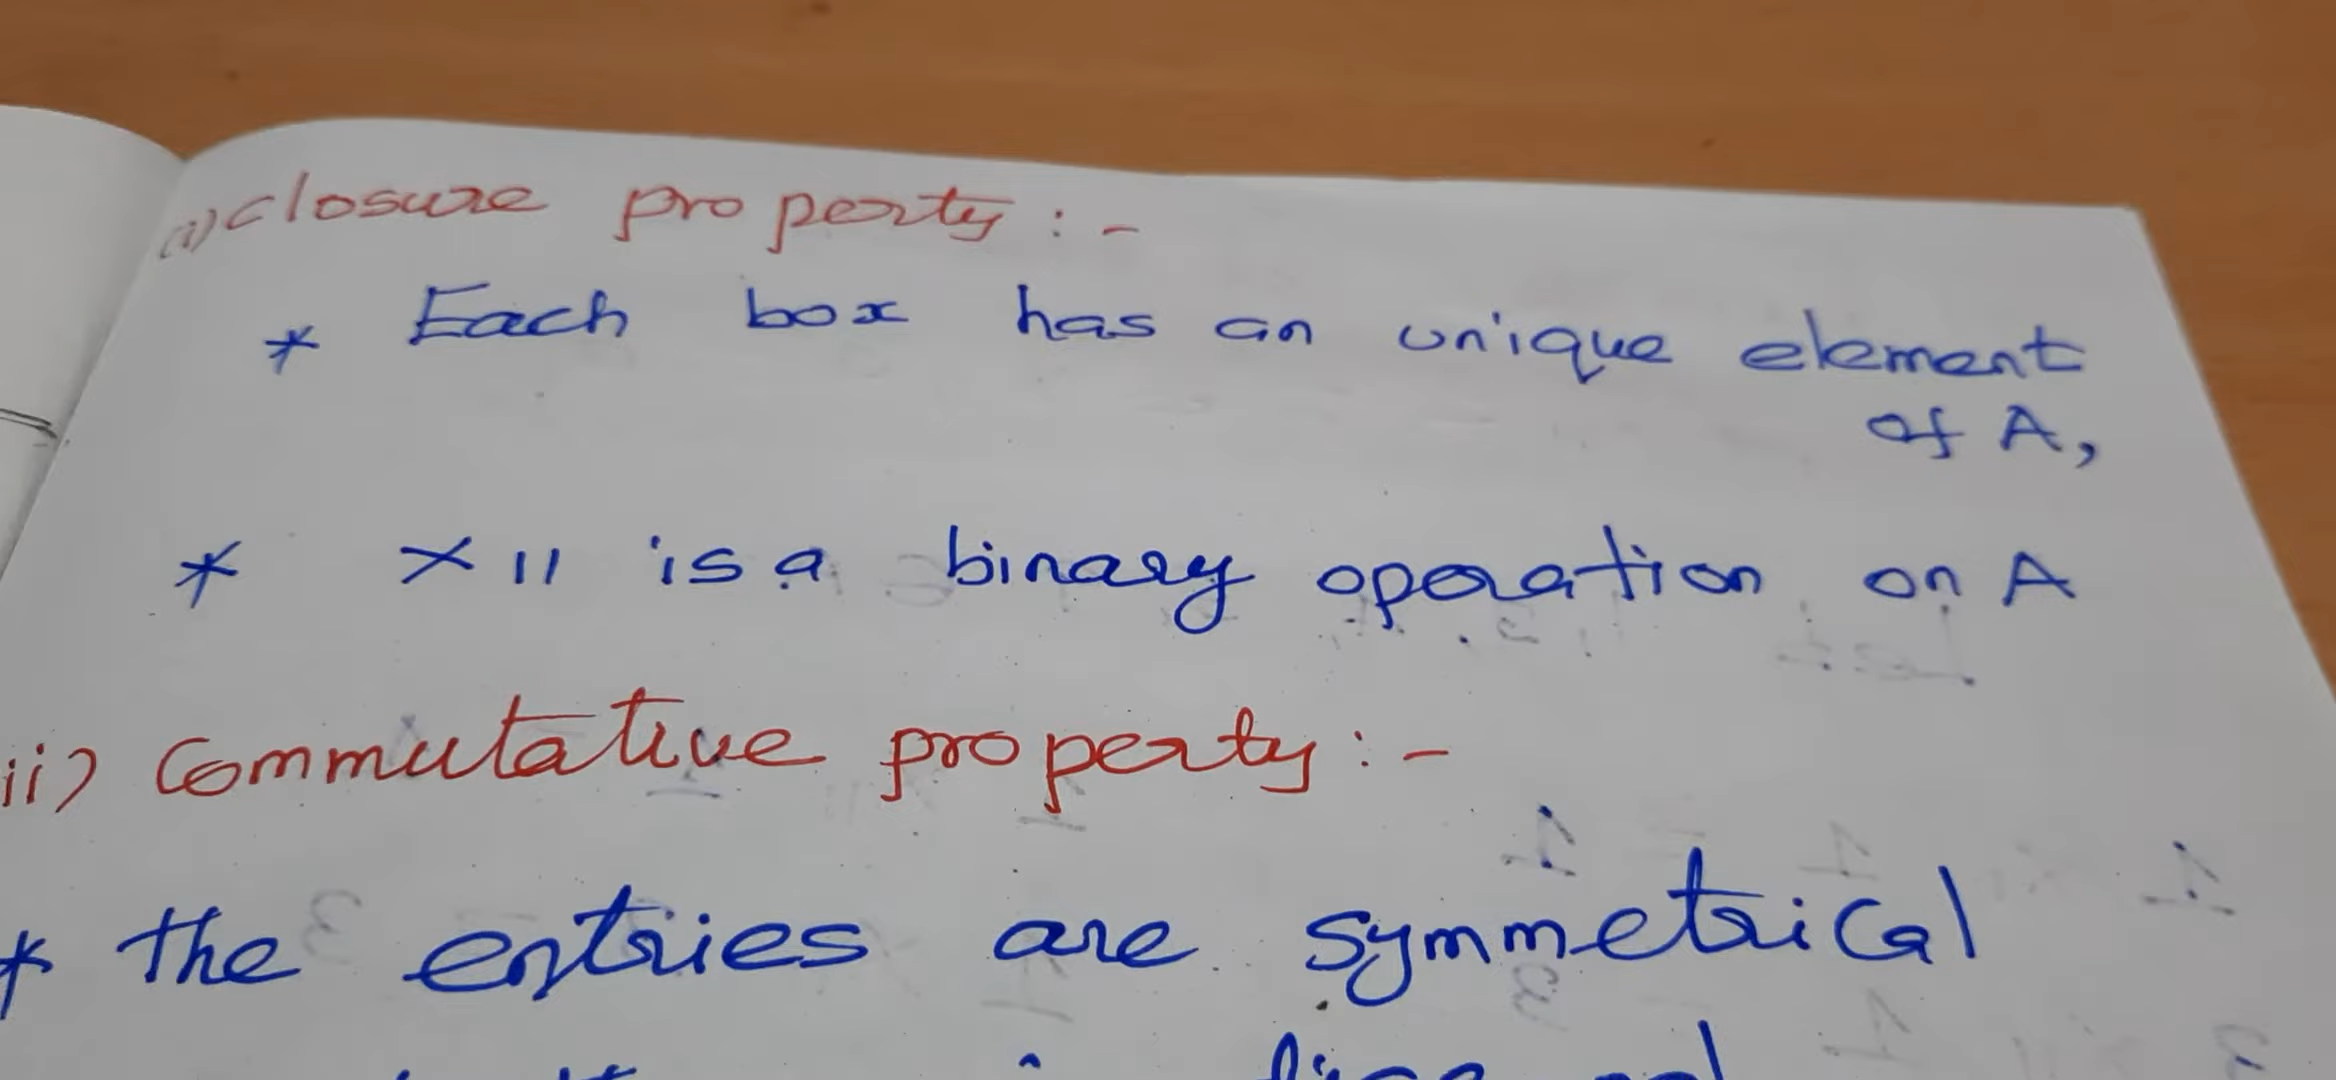 (i) closure property :-
* Each box has an unique element
of A,
* X 11 is a binary operation on A
ii) Commutative property :-
* the entries are symmetrical